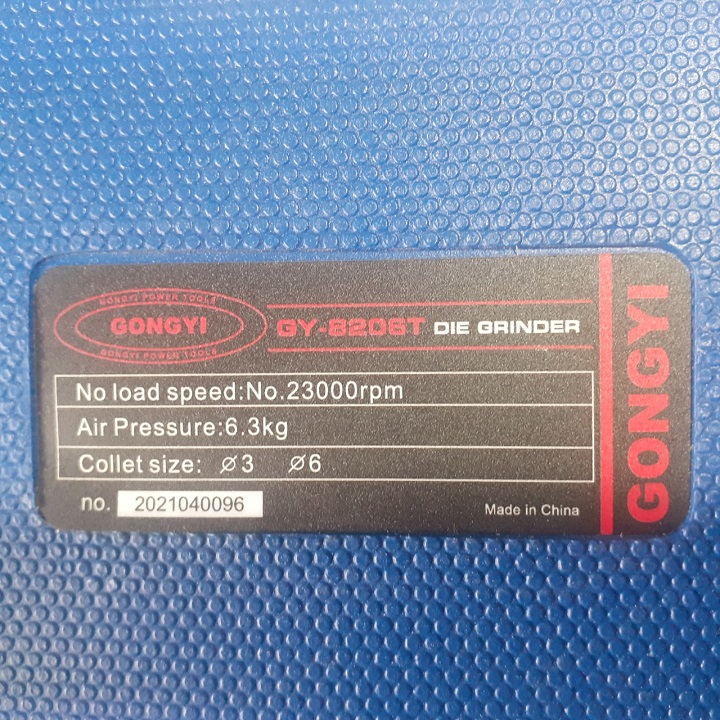 GONGYI POWER TOOLS
GONGYI
GONGYI POWER TOOLS
GY-8206T DIE GRINDER
No load speed:No.23000rpm
Air Pressure:6.3kg
Collet size: ⌀3 ⌀6
no. 2021040096
Made in China
GONGYI